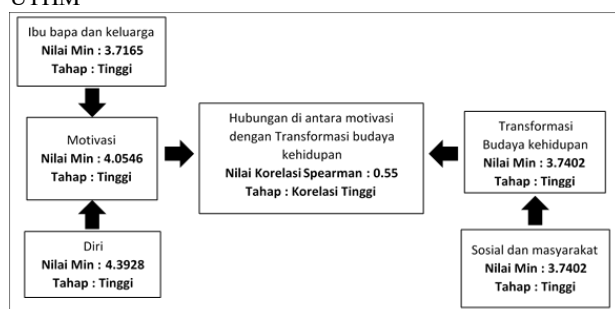 UTHM
Ibu bapa dan keluarga
Nilai Min : 3.7165
Tahap : Tinggi
Motivasi
Nilai Min : 4.0546
Tahap : Tinggi
Diri
Nilai Min : 4.3928
Tahap : Tinggi
Hubungan di antara motivasi
dengan Transformasi budaya
kehidupan
Nilai Korelasi Spearman : 0.55
Tahap : Korelasi Tinggi
Transformasi
Budaya kehidupan
Nilai Min : 3.7402
Tahap : Tinggi
Sosial dan masyarakat
Nilai Min : 3.7402
Tahap : Tinggi